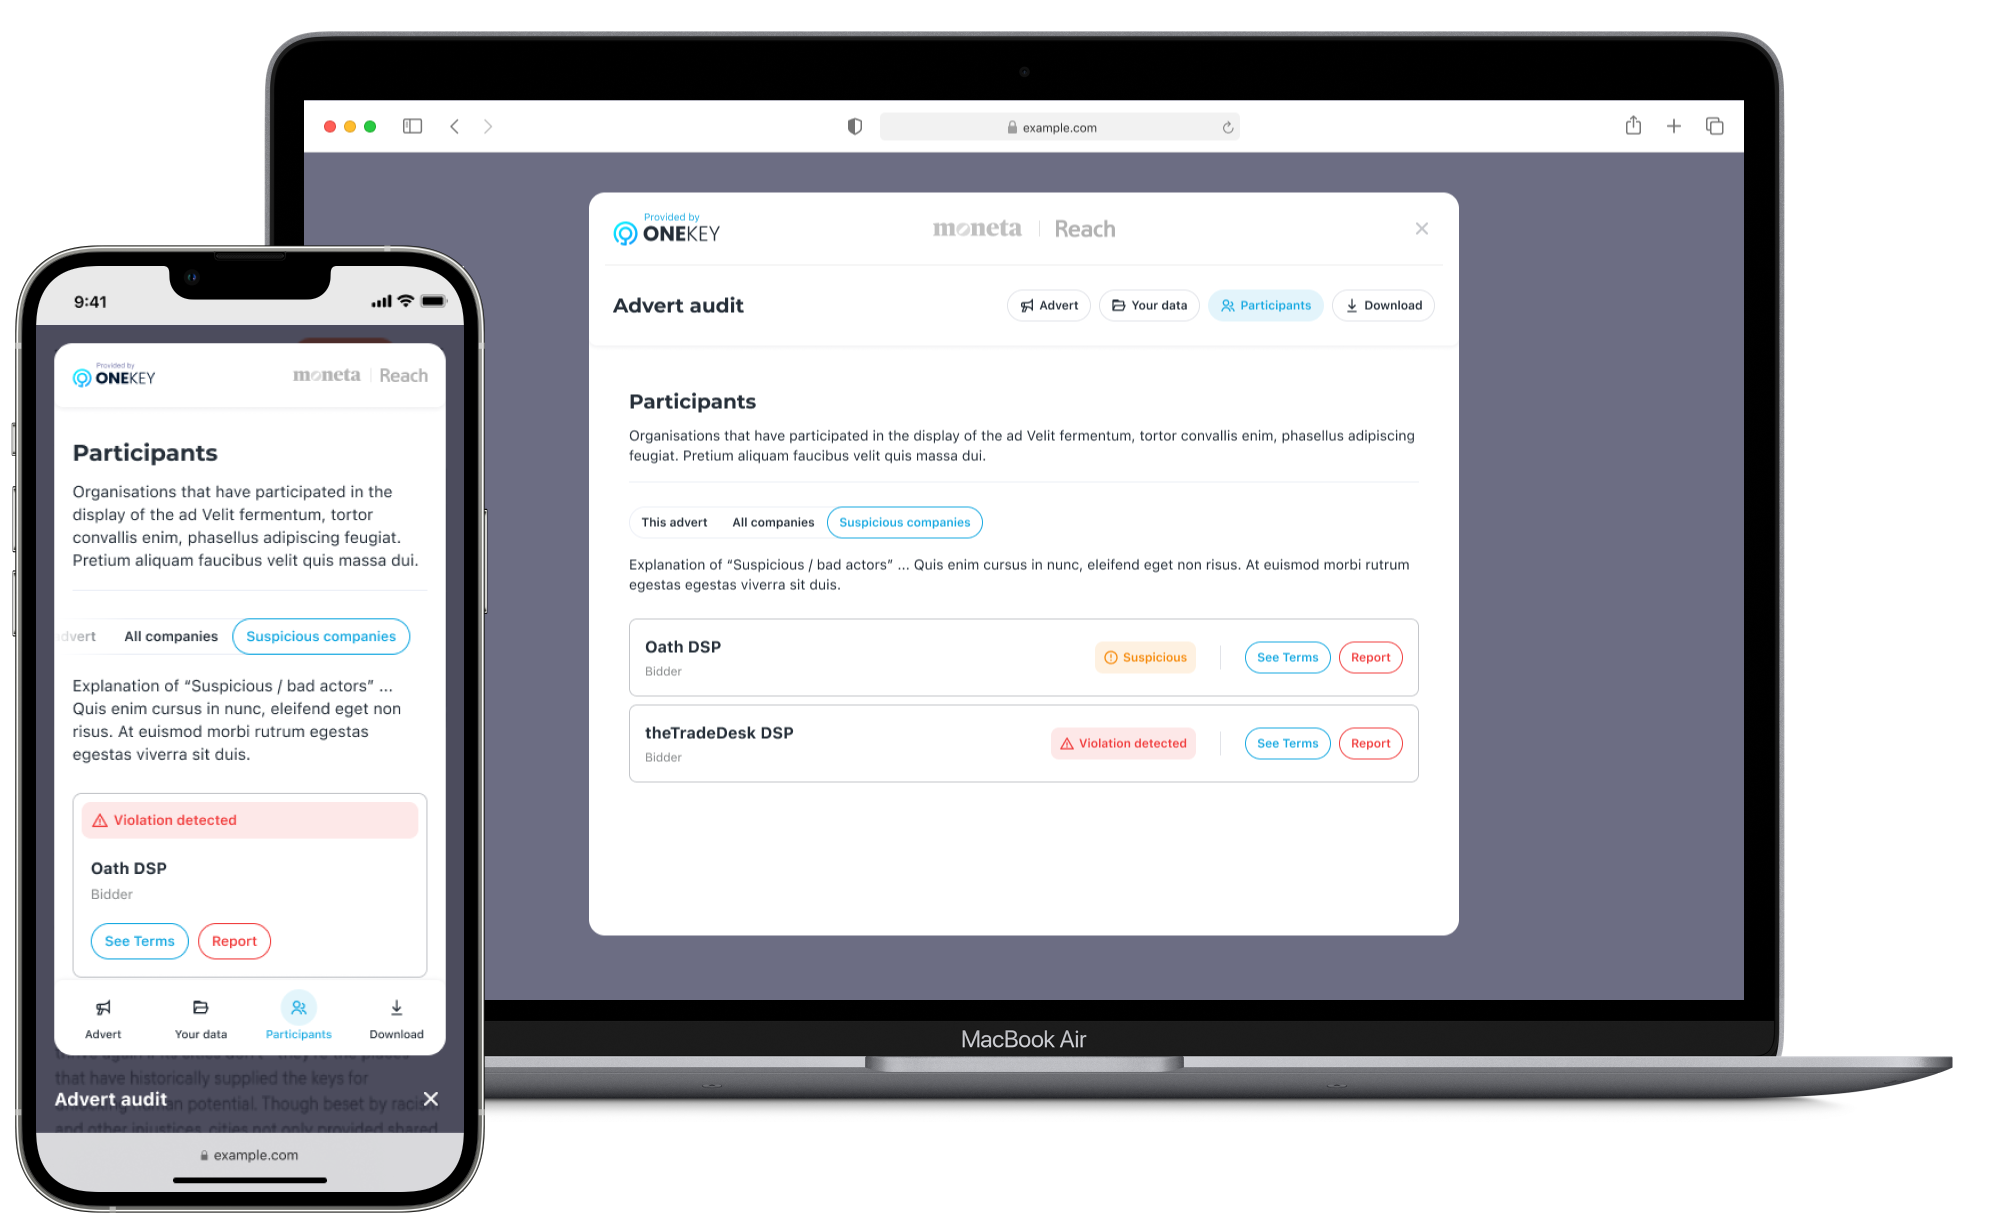 example.com
Provided by
ONEKEY
moneta
Reach
Advert audit
Advert
Your data
Participants
Download
Participants
Organisations that have participated in the display of the ad Velit fermentum, tortor convallis enim, phasellus adipiscing
feugiat. Pretium aliquam faucibus velit quis massa dui.
This advert
All companies
Suspicious companies
Explanation of “Suspicious / bad actors” ... Quis enim cursus in nunc, eleifend eget non risus. At euismod morbi rutrum
egestas egestas viverra sit duis.
Oath DSP
Bidder
Suspicious
See Terms
Report
theTradeDesk DSP
Bidder
Violation detected
See Terms
Report
MacBook Air
9:41
Provided by
ONEKEY
moneta
Reach
Participants
Organisations that have participated in the
display of the ad Velit fermentum, tortor
convallis enim, phasellus adipiscing feugiat.
Pretium aliquam faucibus velit quis massa dui.
dvert
All companies
Suspicious companies
Explanation of “Suspicious / bad actors” ...
Quis enim cursus in nunc, eleifend eget non
risus. At euismod morbi rutrum egestas
egestas viverra sit duis.
Violation detected
Oath DSP
Bidder
See Terms
Report
Advert
Your data
Participants
Download
that have historically supplied the keys for
Advert audit
potential. Though beset by racism
and other injustices, cities not only provided shared
example.com